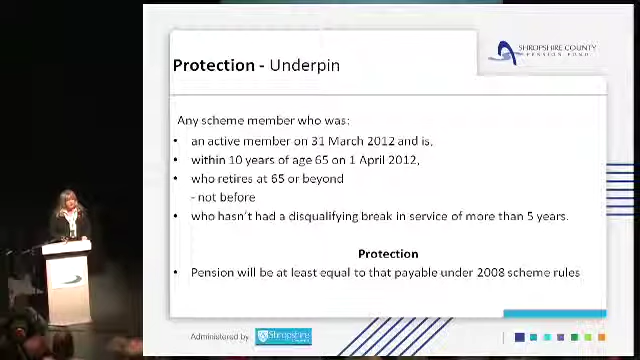 SHROPSHIRE COUNTY
PENSION FUND
Protection - Underpin
Any scheme member who was:
• an active member on 31 March 2012 and is,
• within 10 years of age 65 on 1 April 2012,
• who retires at 65 or beyond
- not before
• who hasn't had a disqualifying break in service of more than 5 years.
Protection
• Pension will be at least equal to that payable under 2008 scheme rules
Administered by
Shropshire